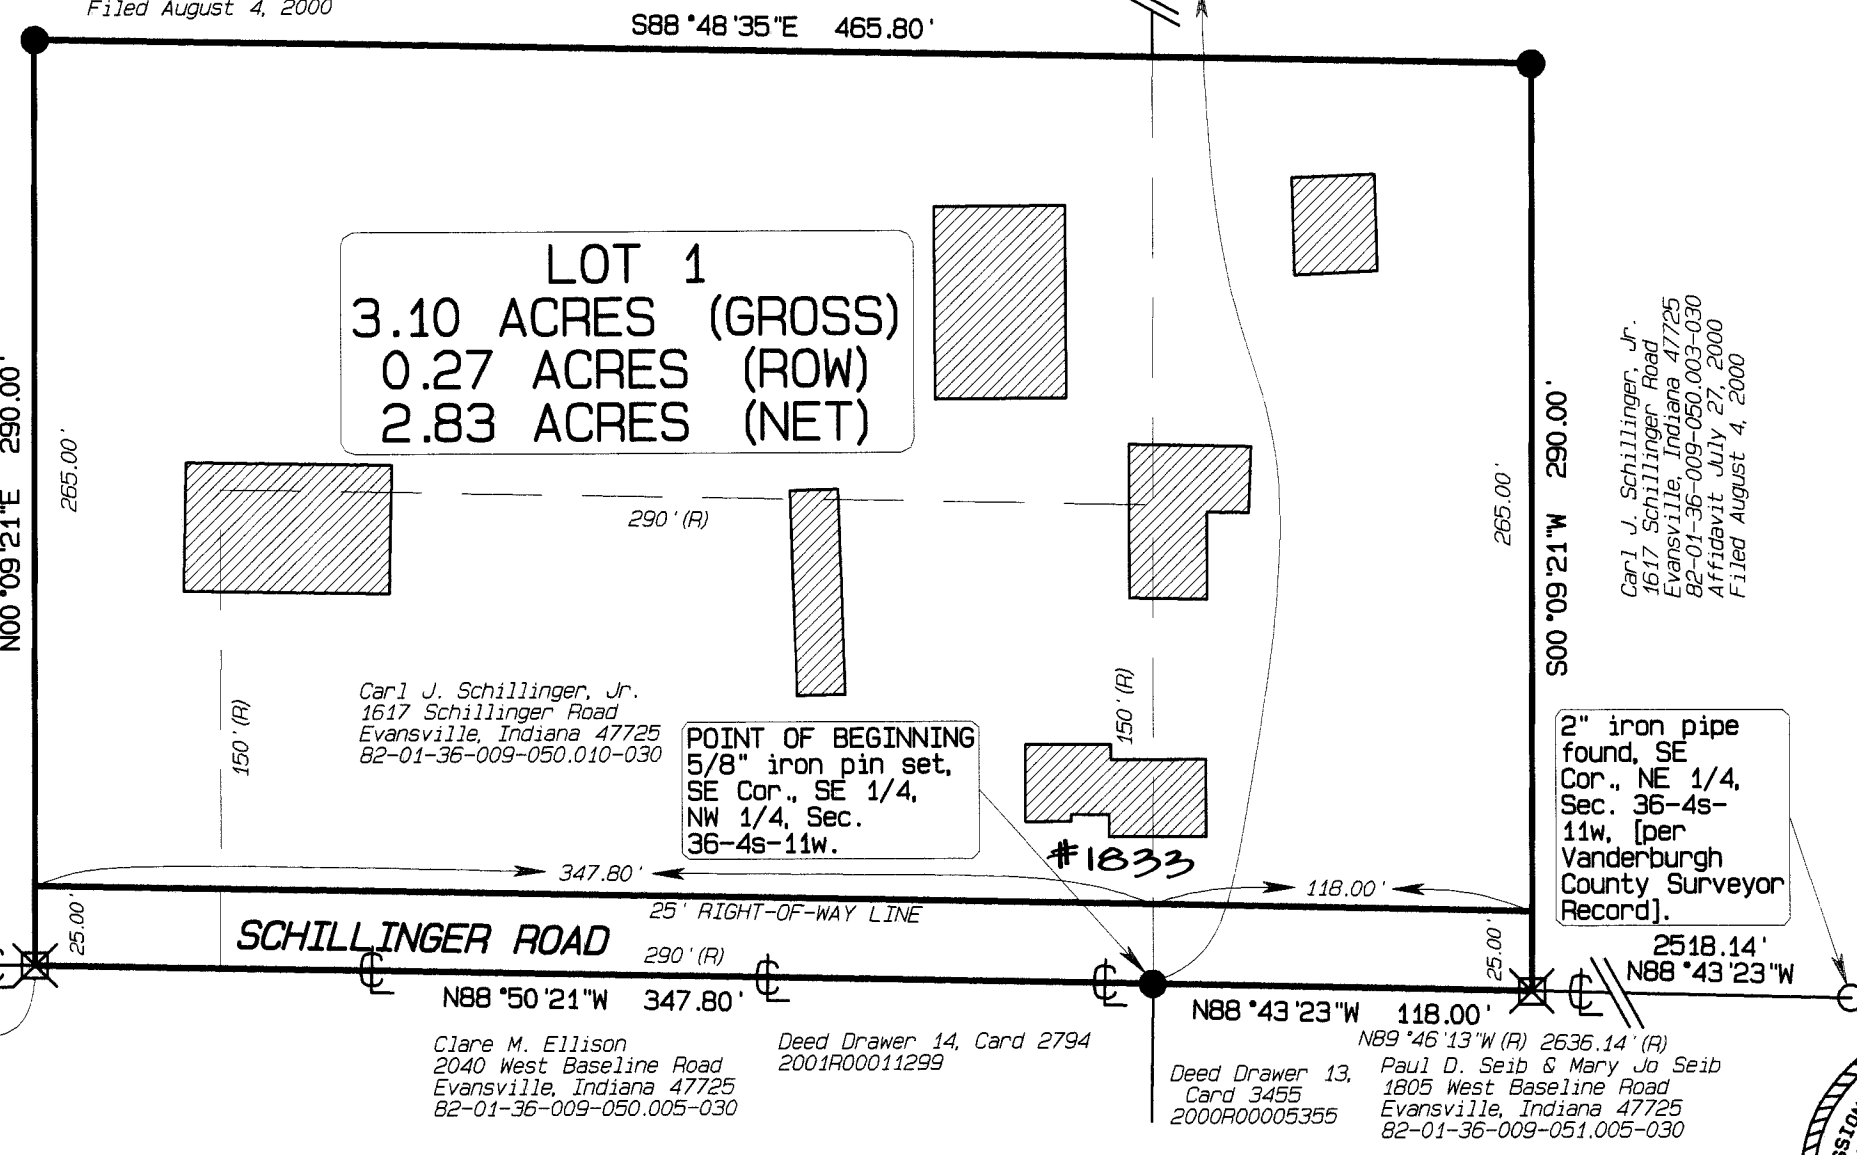 Filed August 4, 2000
S88°48'35"E 465.80'
LOT 1
3.10 ACRES (GROSS)
0.27 ACRES (ROW)
2.83 ACRES (NET)
N00°09'21"E 290.00'
265.00'
290'(R)
265.00'
S00°09'21"W 290.00'
Carl J. Schillinger, Jr.
1617 Schillinger Road
Evansville, Indiana 47725
82-01-36-009-050.003-030
Affidavit July 27, 2000
Filed August 4, 2000
150'(R)
Carl J. Schillinger, Jr.
1617 Schillinger Road
Evansville, Indiana 47725
82-01-36-009-050.010-030
POINT OF BEGINNING
5/8" iron pin set,
SE Cor., SE 1/4,
NW 1/4, Sec.
36-4s-11w.
150'(R)
#1833
2" iron pipe
found, SE
Cor., NE 1/4,
Sec. 36-4s-
11w, [per
Vanderburgh
County Surveyor
Record].
347.80'
118.00'
25' RIGHT-OF-WAY LINE
25.00'
SCHILLINGER ROAD
290'(R)
25.00'
2518.14'
N88°43'23"W
N88°50'21"W 347.80'
N88°43'23"W 118.00'
N89°46'13"W(R) 2636.14'(R)
Clare M. Ellison
2040 West Baseline Road
Evansville, Indiana 47725
82-01-36-009-050.005-030
Deed Drawer 14, Card 2794
2001R00011299
Deed Drawer 13,
Card 3455
2000R00005355
Paul D. Seib & Mary Jo Seib
1805 West Baseline Road
Evansville, Indiana 47725
82-01-36-009-051.005-030